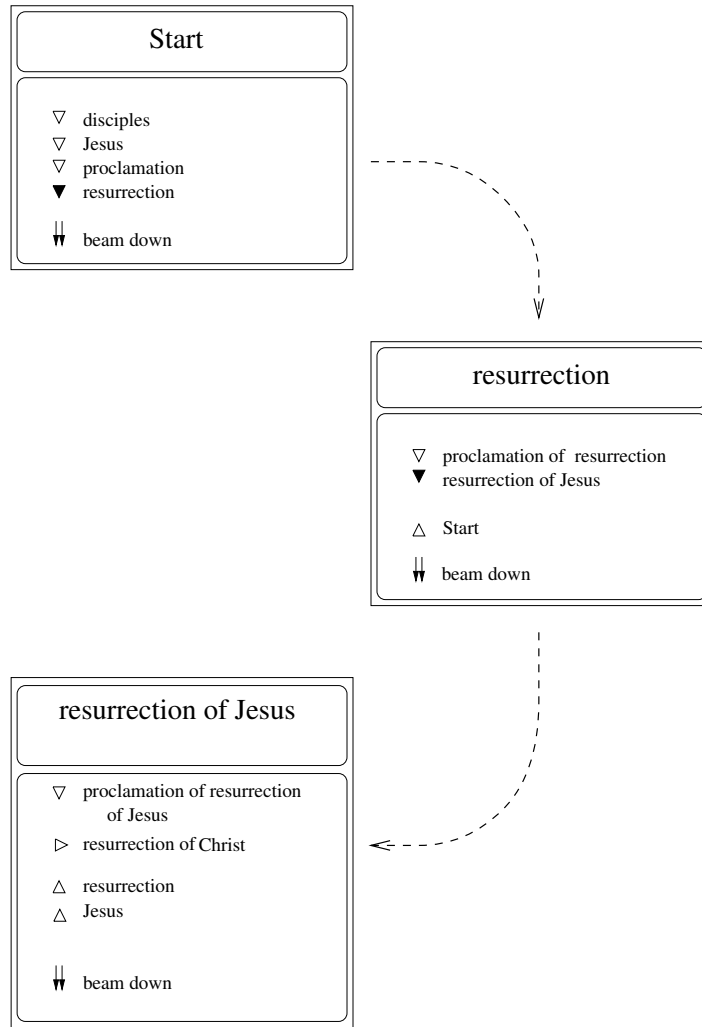 Start
disciples
Jesus
proclamation
resurrection
beam down
resurrection
proclamation of resurrection
resurrection of Jesus
Start
beam down
resurrection of Jesus
proclamation of resurrection
of Jesus
resurrection of Christ
resurrection
Jesus
beam down